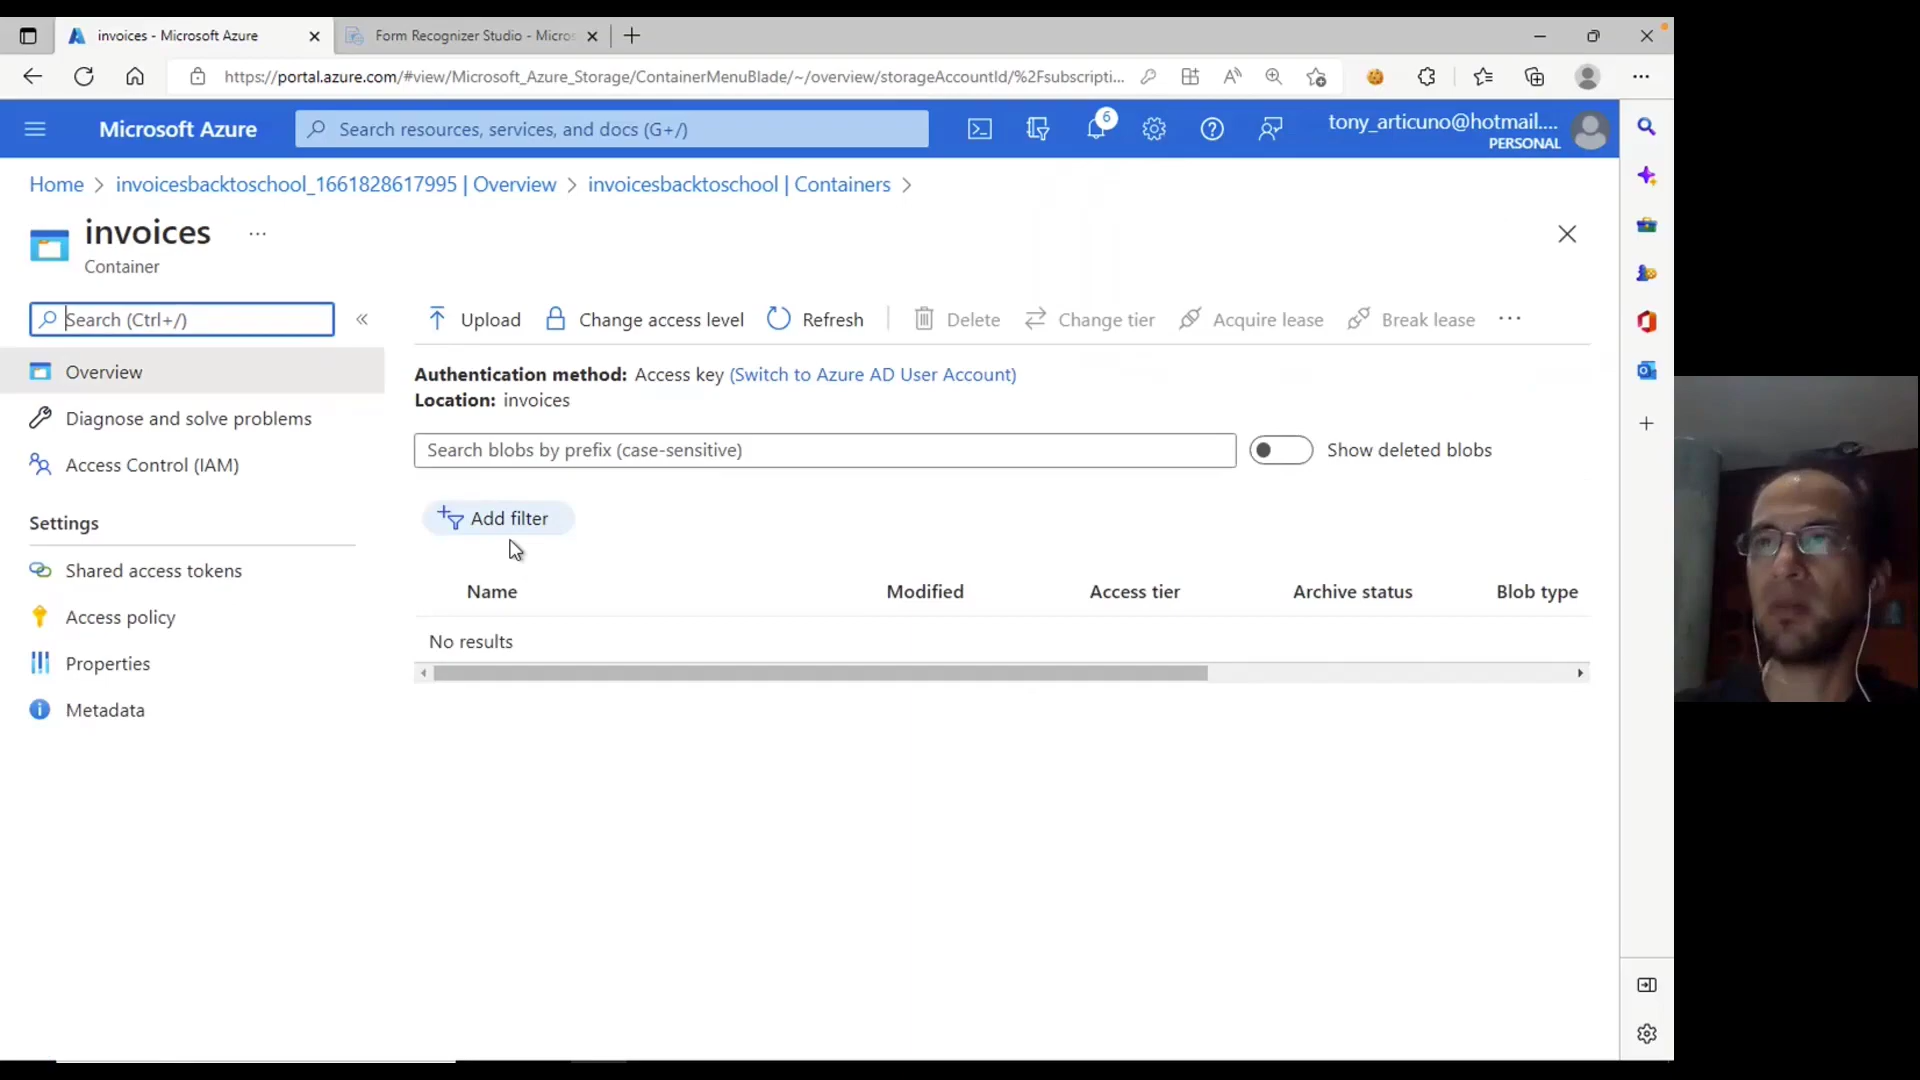 invoices - Microsoft Azure
Form Recognizer Studio - Micros
https://portal.azure.com/#view/Microsoft_Azure_Storage/ContainerMenuBlade/~/overview/storageAccountId/%2Fsubscripti...
Microsoft Azure
Search resources, services, and docs (G+/)
6
tony_articuno@hotmail....
PERSONAL
Home > invoicesbacktoschool_1661828617995 | Overview > invoicesbacktoschool | Containers >
invoices ...
Container
Search (Ctrl+/)
«
Upload Change access level Refresh Delete Change tier Acquire lease Break lease ...
Overview
Diagnose and solve problems
Access Control (IAM)
Settings
Shared access tokens
Access policy
Properties
Metadata
Authentication method: Access key (Switch to Azure AD User Account)
Location: invoices
Search blobs by prefix (case-sensitive)
Show deleted blobs
Add filter
Name Modified Access tier Archive status Blob type
No results